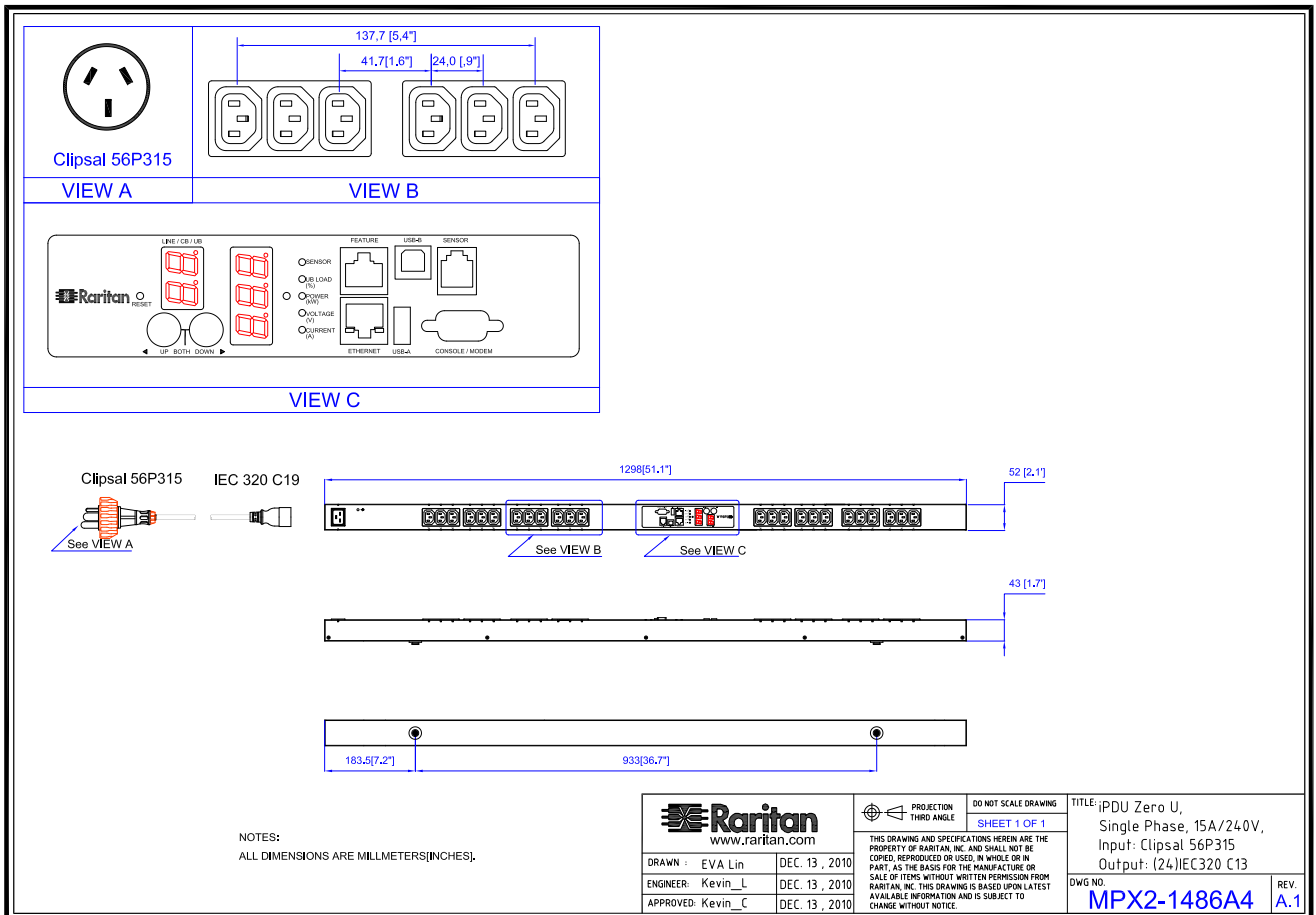 137,7 [5,4"]
41.7[1.6"]
24,0 [,9"]
Clipsal 56P315
VIEW A
VIEW B
LINE / CB / UB
Raritan
RESET
UP BOTH DOWN
SENSOR
UB LOAD
(%)
POWER
(kW)
VOLTAGE
(V)
CURRENT
(A)
FEATURE
USB-B
SENSOR
ETHERNET
USB-A
CONSOLE / MODEM
VIEW C
Clipsal 56P315
IEC 320 C19
See VIEW A
1298[51.1"]
52 [2.1']
See VIEW B
See VIEW C
43 [1.7']
183.5[7.2"]
933[36.7"]
NOTES:
ALL DIMENSIONS ARE MILLMETERS[INCHES].
Raritan
www.raritan.com
DRAWN : EVA Lin DEC. 13 , 2010
ENGINEER: Kevin__L DEC. 13 , 2010
APPROVED: Kevin__C DEC. 13 , 2010
PROJECTION
THIRD ANGLE
DO NOT SCALE DRAWING
SHEET 1 OF 1
THIS DRAWING AND SPECIFICATIONS HEREIN ARE THE
PROPERTY OF RARITAN, INC. AND SHALL NOT BE
COPIED, REPRODUCED OR USED, IN WHOLE OR IN
PART, AS THE BASIS FOR THE MANUFACTURE OR
SALE OF ITEMS WITHOUT WRITTEN PERMISSION FROM
RARITAN, INC. THIS DRAWING IS BASED UPON LATEST
AVAILABLE INFORMATION AND IS SUBJECT TO
CHANGE WITHOUT NOTICE.
TITLE: iPDU Zero U,
Single Phase, 15A/240V,
Input: Clipsal 56P315
Output: (24)IEC320 C13
DWG NO.
MPX2-1486A4
REV.
A.1